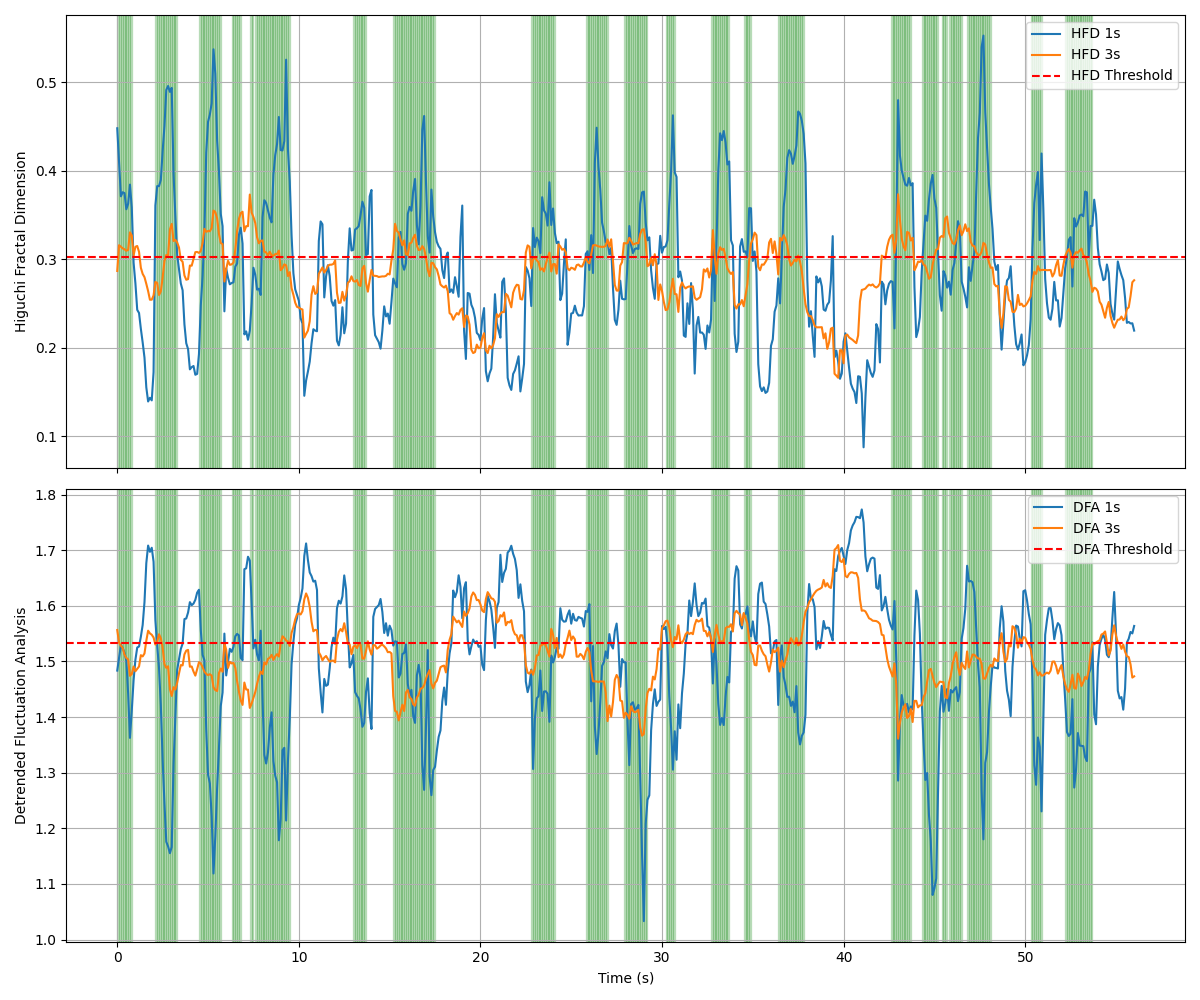 HFD 1s
HFD 3s
HFD Threshold
Higuchi Fractal Dimension
0.5
0.4
0.3
0.2
0.1
DFA 1s
DFA 3s
DFA Threshold
Detrended Fluctuation Analysis
1.8
1.7
1.6
1.5
1.4
1.3
1.2
1.1
1.0
0 10 20 30 40 50
Time (s)